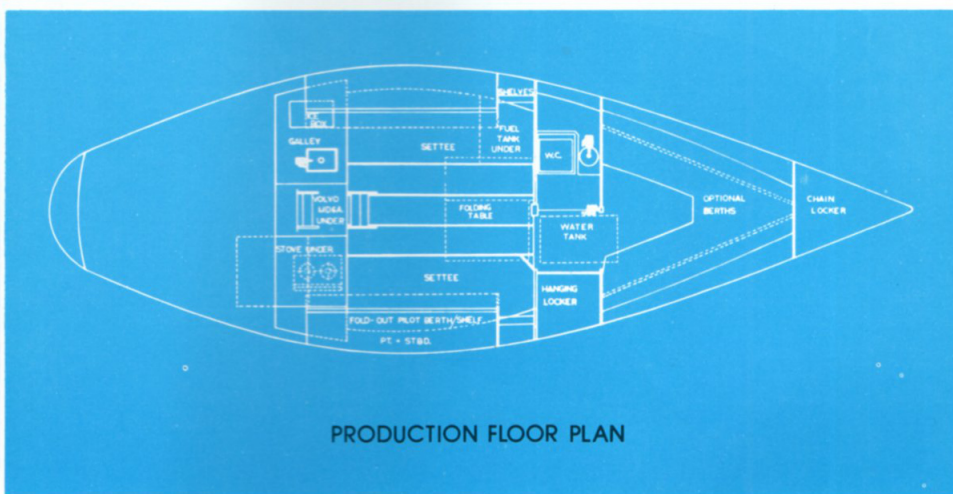 SHELVES
ICE
BOX
FUEL
TANK
UNDER
GALLEY
SETTEE
W.C.
VOLVO
MD6A
UNDER
FOLDING
TABLE
OPTIONAL
BERTHS
CHAIN
LOCKER
WATER
TANK
STOVE UNDER
SETTEE
HANGING
LOCKER
FOLD-OUT PILOT BERTH/SHELF
PT. + STBD.
PRODUCTION FLOOR PLAN